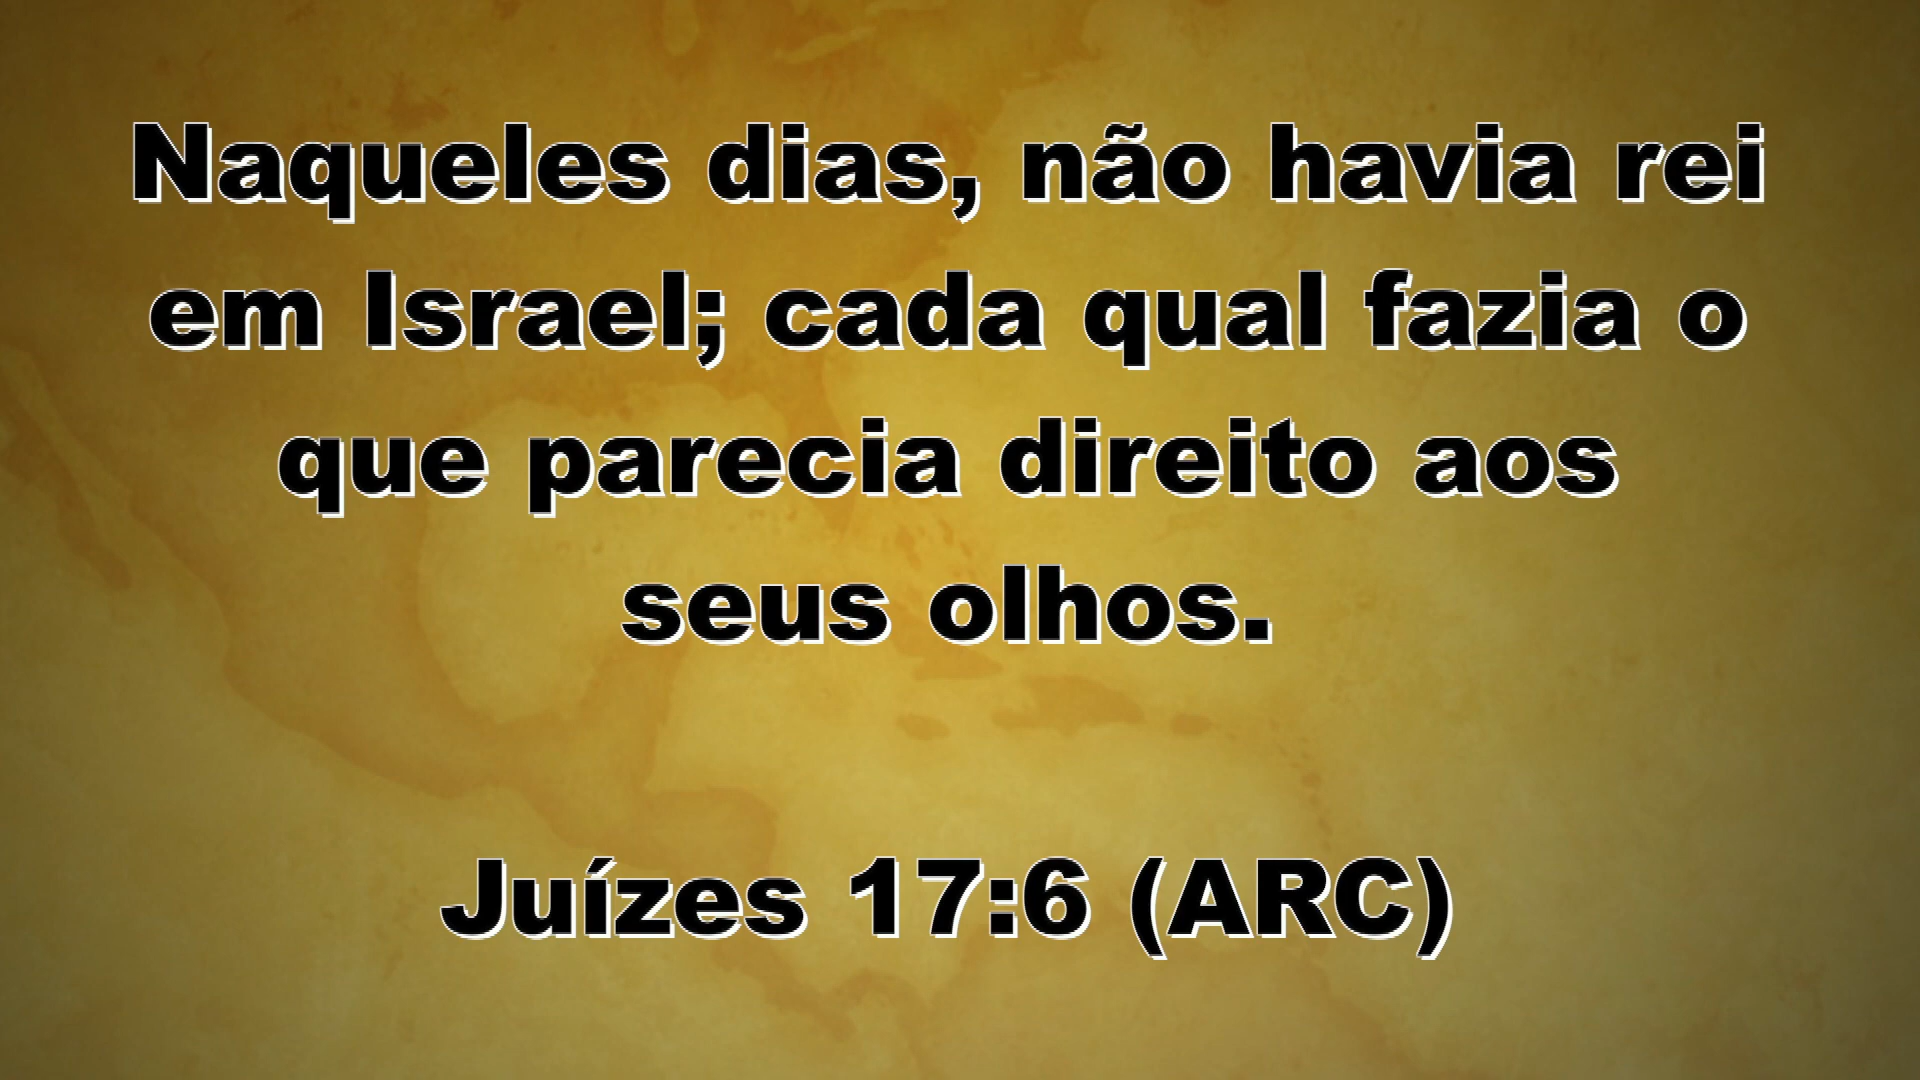 Naqueles dias, não havia rei
em Israel; cada qual fazia o
que parecia direito aos
seus olhos.
Juízes 17:6 (ARC)